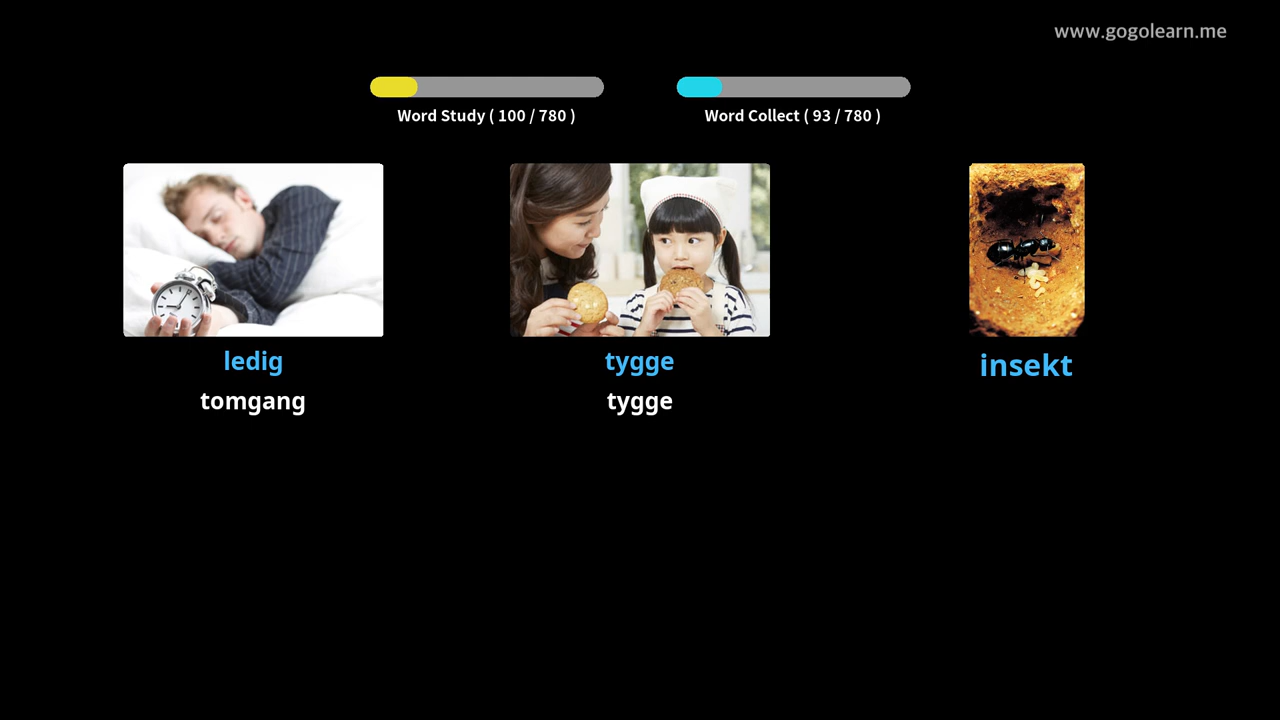 www.gogolearn.me
Word Study ( 100 / 780 )
Word Collect ( 93 / 780 )
ledig
tomgang
tygge
tygge
insekt